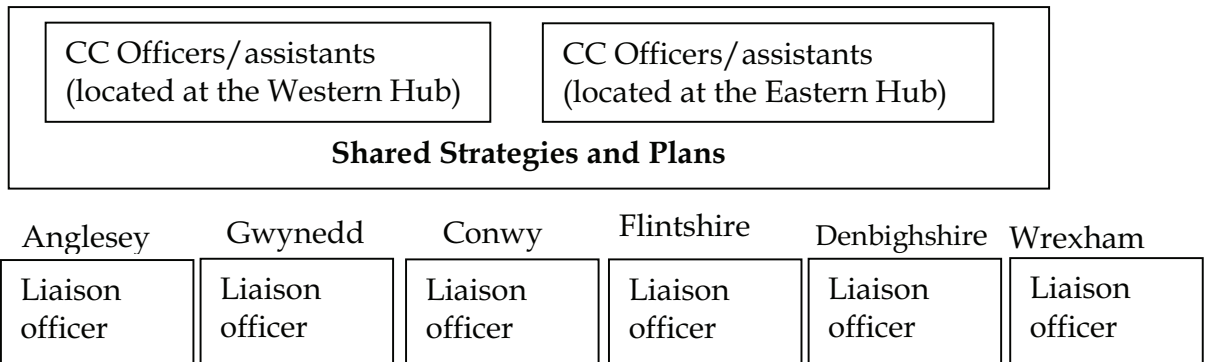 CC Officers/assistants
(located at the Western Hub)
CC Officers/assistants
(located at the Eastern Hub)
Shared Strategies and Plans
Anglesey
Liaison
officer
Gwynedd
Liaison
officer
Conwy
Liaison
officer
Flintshire
Liaison
officer
Denbighshire
Liaison
officer
Wrexham
Liaison
officer